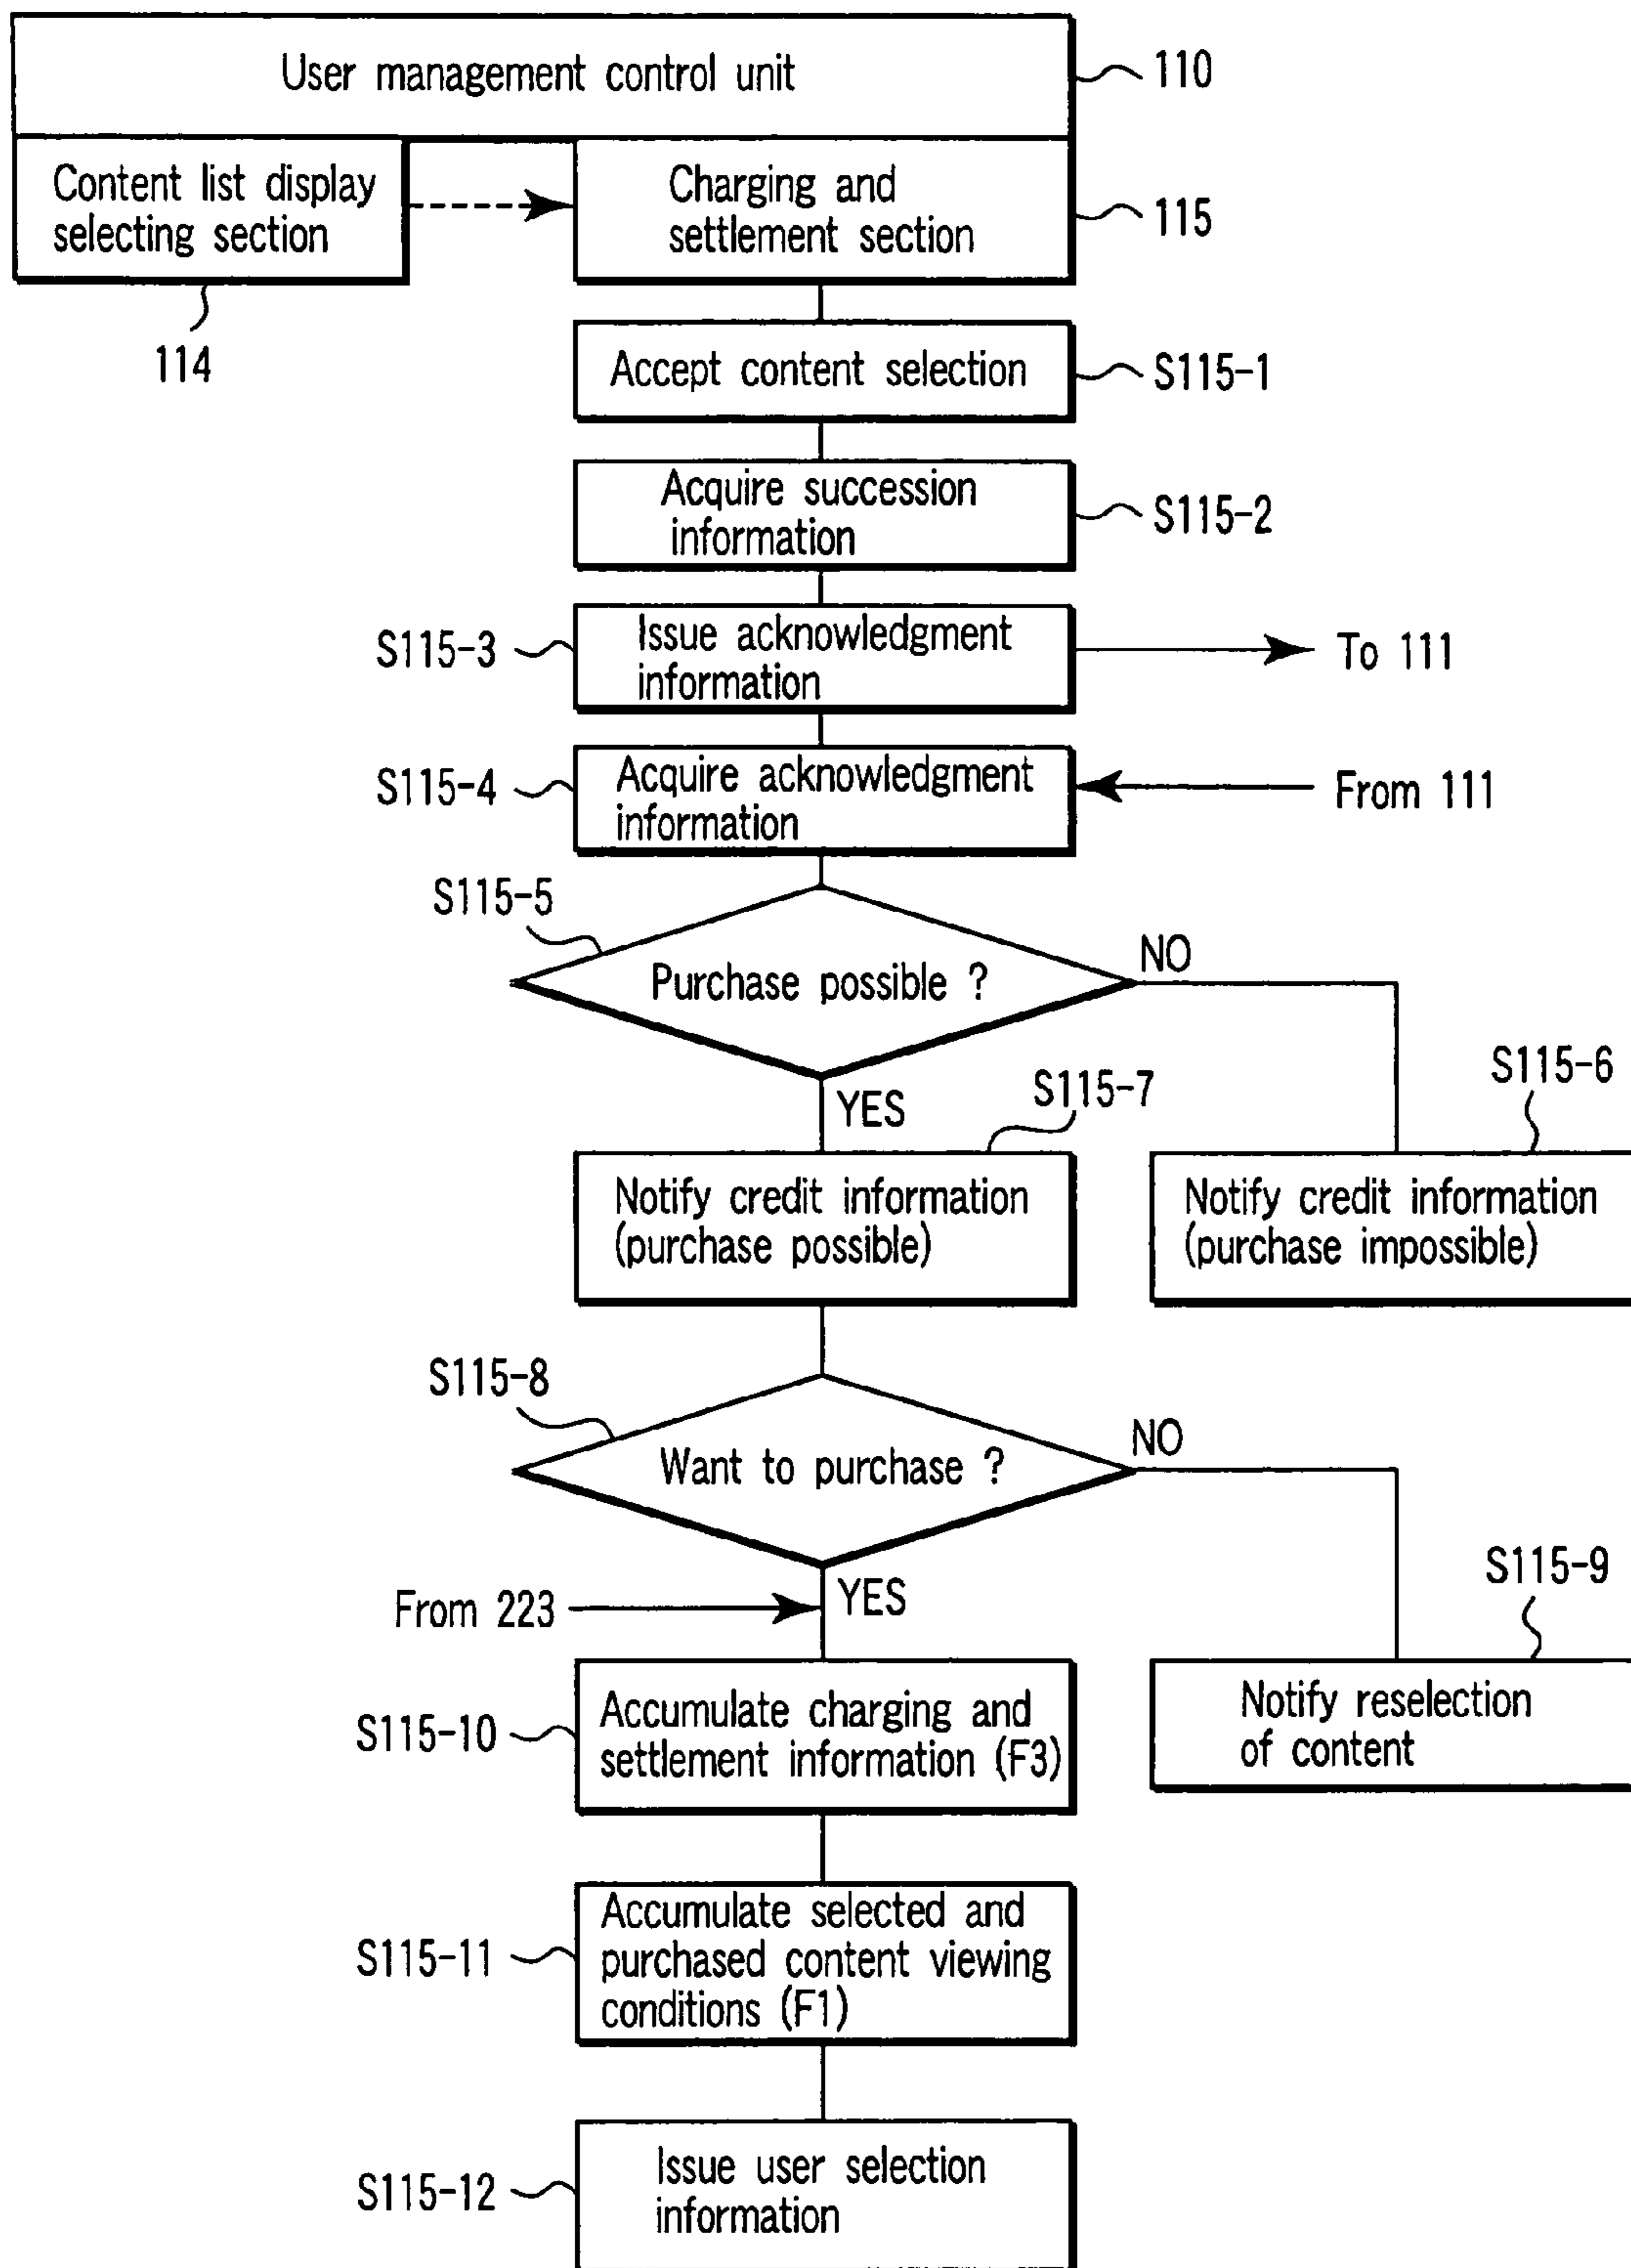 User management control unit
110
Content list display
selecting section
Charging and
settlement section
115
114
Accept content selection
S115-1
Acquire succession
information
S115-2
S115-3
Issue acknowledgment
information
To 111
S115-4
Acquire acknowledgment
information
From 111
S115-5
Purchase possible ?
NO
YES
S115-7
S115-6
Notify credit information
(purchase possible)
Notify credit information
(purchase impossible)
S115-8
Want to purchase ?
NO
YES
From 223
S115-9
S115-10
Accumulate charging and
settlement information (F3)
Notify reselection
of content
S115-11
Accumulate selected and
purchased content viewing
conditions (F1)
S115-12
Issue user selection
information